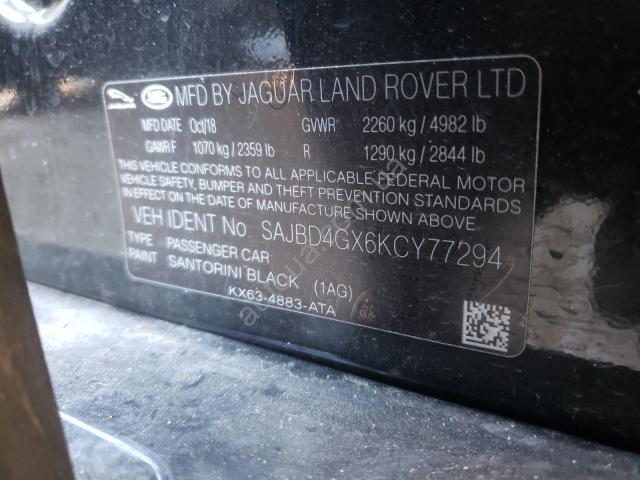 MFD BY JAGUAR LAND ROVER LTD
MFD DATE Oct/18 GVWR 2260 kg / 4982 lb
GAWR F 1070 kg / 2359 lb R 1290 kg / 2844 lb
THIS VEHICLE CONFORMS TO ALL APPLICABLE FEDERAL MOTOR
VEHICLE SAFETY, BUMPER AND THEFT PREVENTION STANDARDS
IN EFFECT ON THE DATE OF MANUFACTURE SHOWN ABOVE.
VEH IDENT No. SAJBD4GX6KCY77294
TYPE PASSENGER CAR
PAINT SANTORINI BLACK (1AG)
KX63-4883-ATA